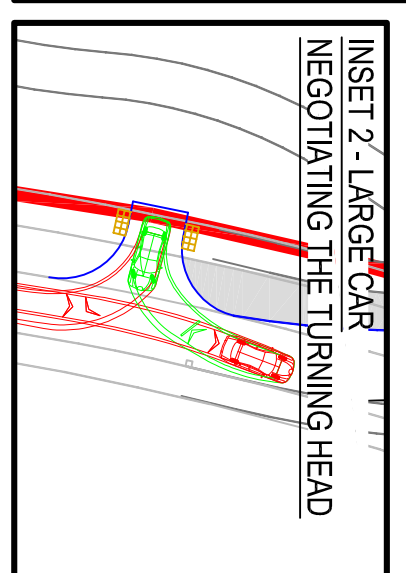 INSET 2 - LARGE CAR
NEGOTIATING THE TURNING HEAD